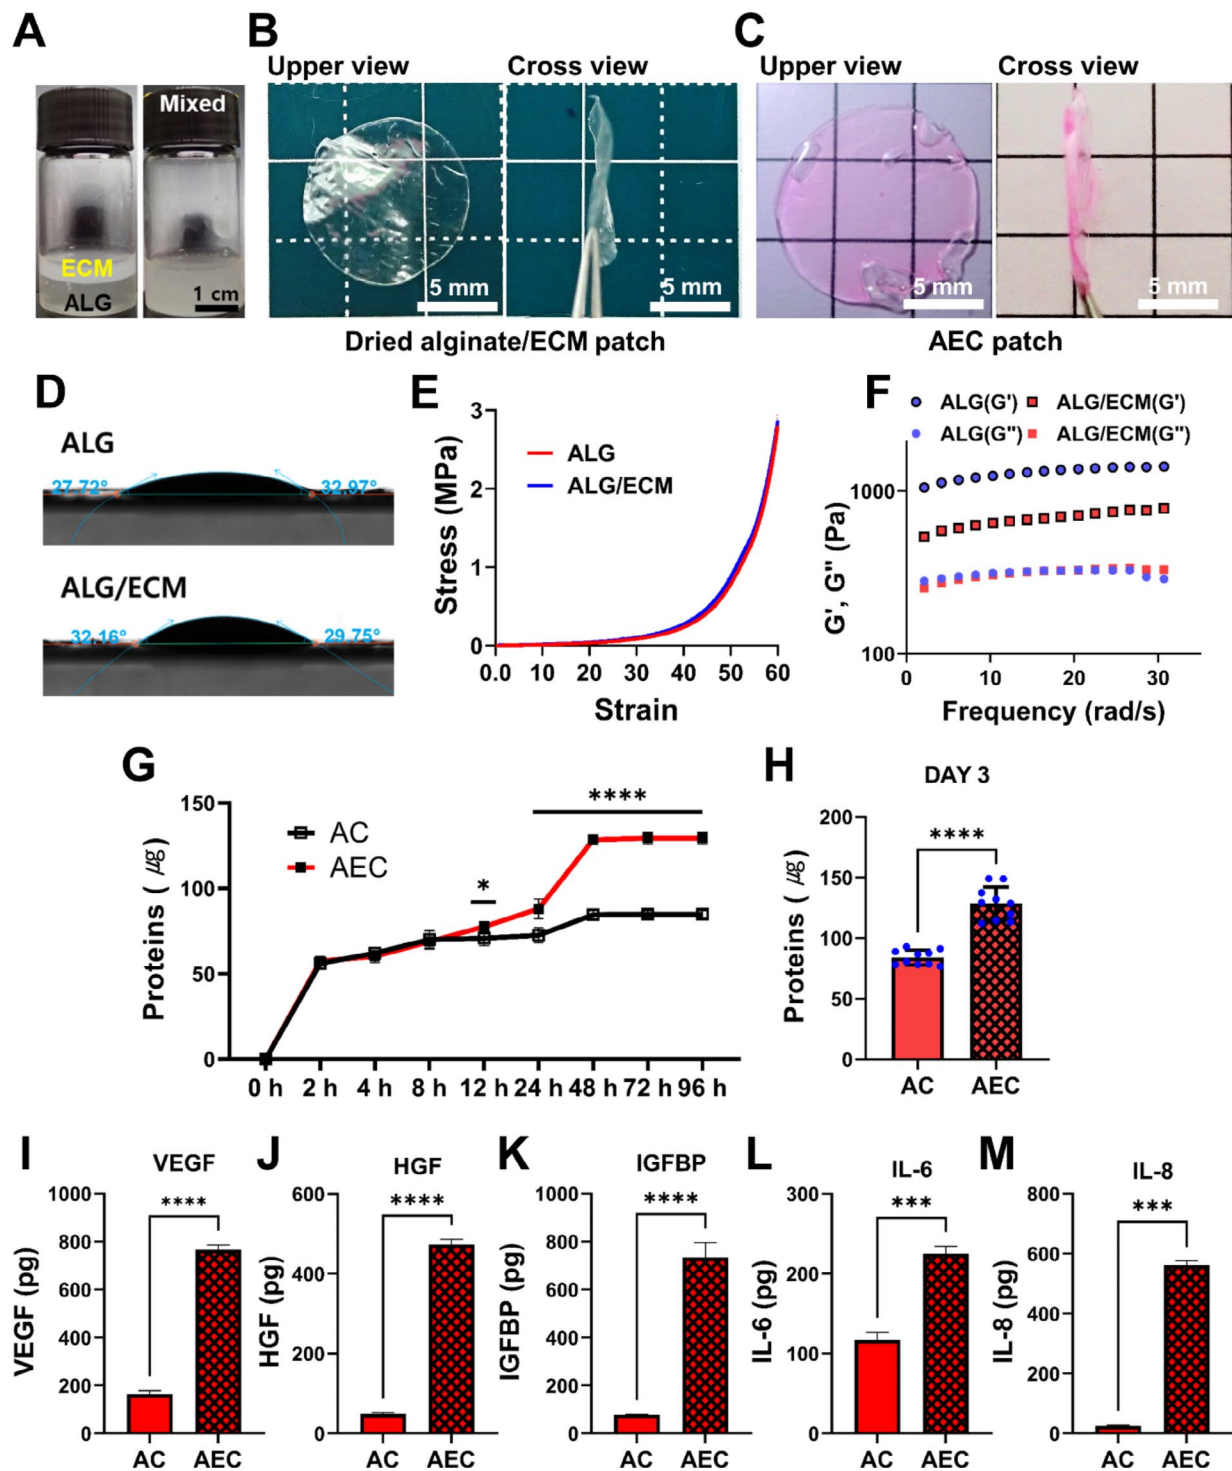 A
B
C
Upper view
Cross view
Upper view
Cross view
Mixed
ECM
ALG
1 cm
5 mm
5 mm
5 mm
5 mm
Dried alginate/ECM patch
AEC patch
D
ALG
27.72°
32.97°
ALG/ECM
32.16°
29.75°
E
Stress (MPa)
3
2
1
0
ALG
ALG/ECM
0.0 10 20 30 40 50 60
Strain
F
ALG(G') ALG/ECM(G')
ALG(G") ALG/ECM(G")
G', G" (Pa)
1000
100
0 10 20 30
Frequency (rad/s)
G
Proteins ( ㎍)
150
100
50
0
AC
AEC
*
****
0 h 2 h 4 h 8 h 12 h 24 h 48 h 72 h 96 h
H
DAY 3
Proteins ( ㎍)
200
150
100
50
0
****
AC AEC
I
VEGF
VEGF (pg)
1000
800
600
400
200
0
****
AC AEC
J
HGF
HGF (pg)
600
400
200
0
****
AC AEC
K
IGFBP
IGFBP (pg)
1000
800
600
400
200
0
****
AC AEC
L
IL-6
IL-6 (pg)
300
200
100
0
***
AC AEC
M
IL-8
IL-8 (pg)
800
600
400
200
0
***
AC AEC